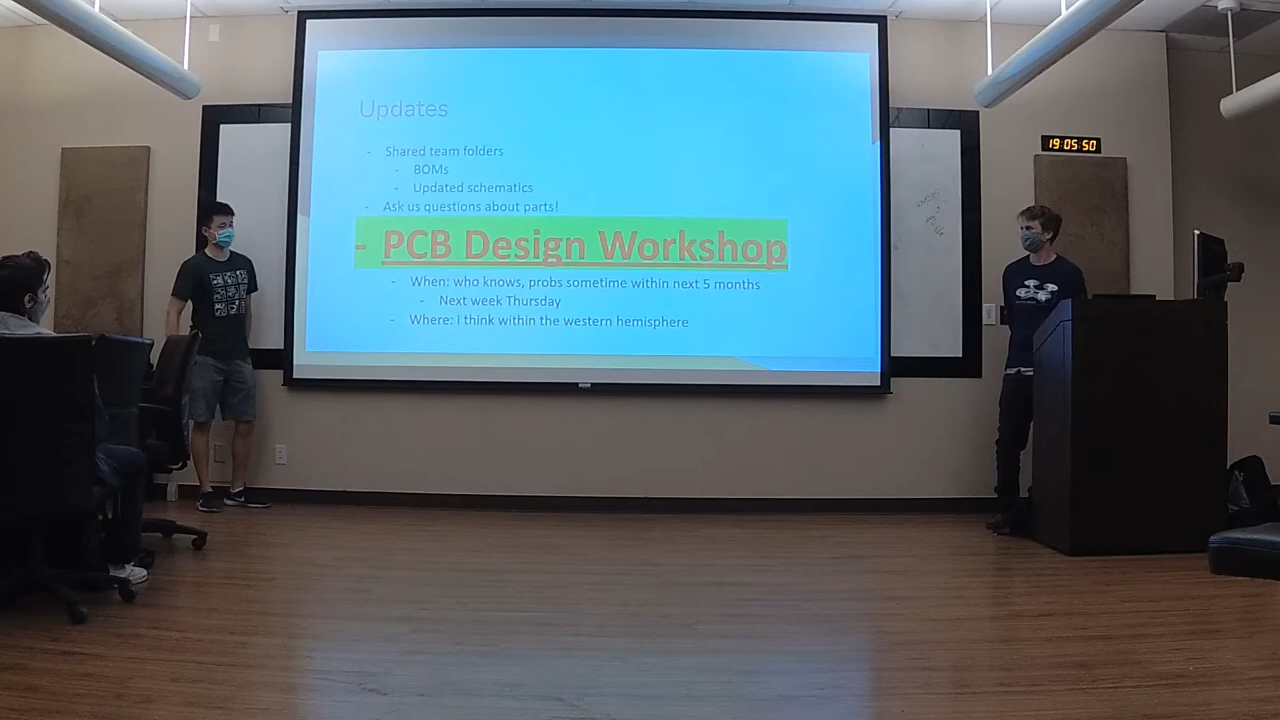 Updates
- Shared team folders
- BOMs
- Updated schematics
- Ask us questions about parts!
- PCB Design Workshop
- When: who knows, probs sometime within next 5 months
- Next week Thursday
- Where: i think within the western hemisphere
19:05:50